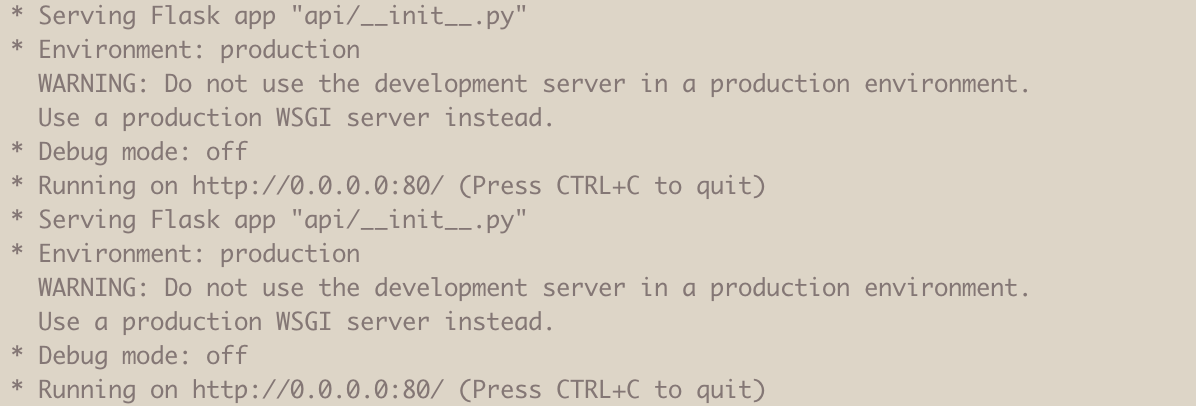 * Serving Flask app "api/__init__.py"
* Environment: production
  WARNING: Do not use the development server in a production environment.
  Use a production WSGI server instead.
* Debug mode: off
* Running on http://0.0.0.0:80/ (Press CTRL+C to quit)
* Serving Flask app "api/__init__.py"
* Environment: production
  WARNING: Do not use the development server in a production environment.
  Use a production WSGI server instead.
* Debug mode: off
* Running on http://0.0.0.0:80/ (Press CTRL+C to quit)